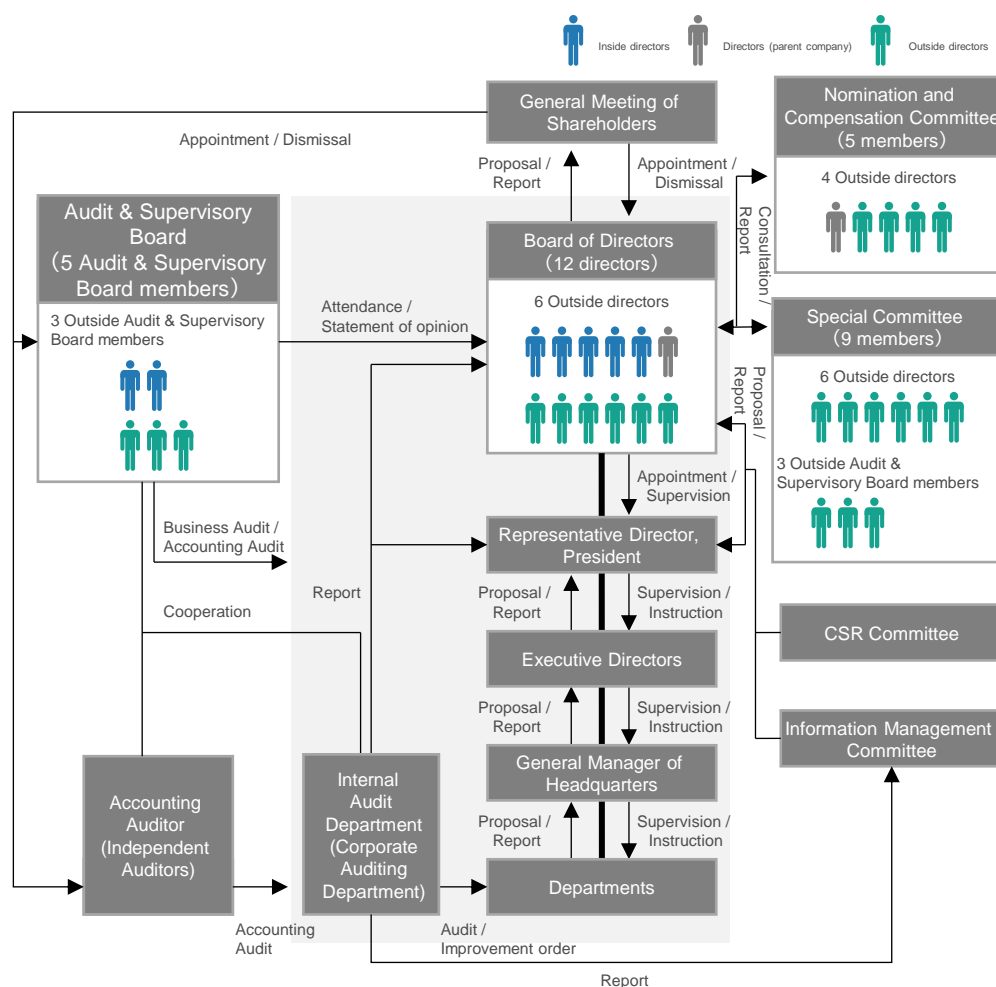 Inside directors
Directors (parent company)
Outside directors
General Meeting of
Shareholders
Nomination and
Compensation Committee
(5 members)
4 Outside directors
Appointment / Dismissal
Proposal /
Report
Appointment /
Dismissal
Consultation /
Report
Audit & Supervisory
Board
(5 Audit & Supervisory
Board members)
3 Outside Audit & Supervisory
Board members
Attendance /
Statement of opinion
Board of Directors
(12 directors)
6 Outside directors
Special Committee
(9 members)
6 Outside directors
3 Outside Audit &
Supervisory Board members
Proposal /
Report
Appointment /
Supervision
Business Audit /
Accounting Audit
Representative Director,
President
Cooperation
Report
Proposal /
Report
Supervision /
Instruction
CSR Committee
Executive Directors
Proposal /
Report
Supervision /
Instruction
Information Management
Committee
General Manager of
Headquarters
Accounting
Auditor
(Independent
Auditors)
Internal
Audit
Department
(Corporate
Auditing
Department)
Proposal /
Report
Supervision /
Instruction
Departments
Accounting
Audit
Audit /
Improvement order
Report